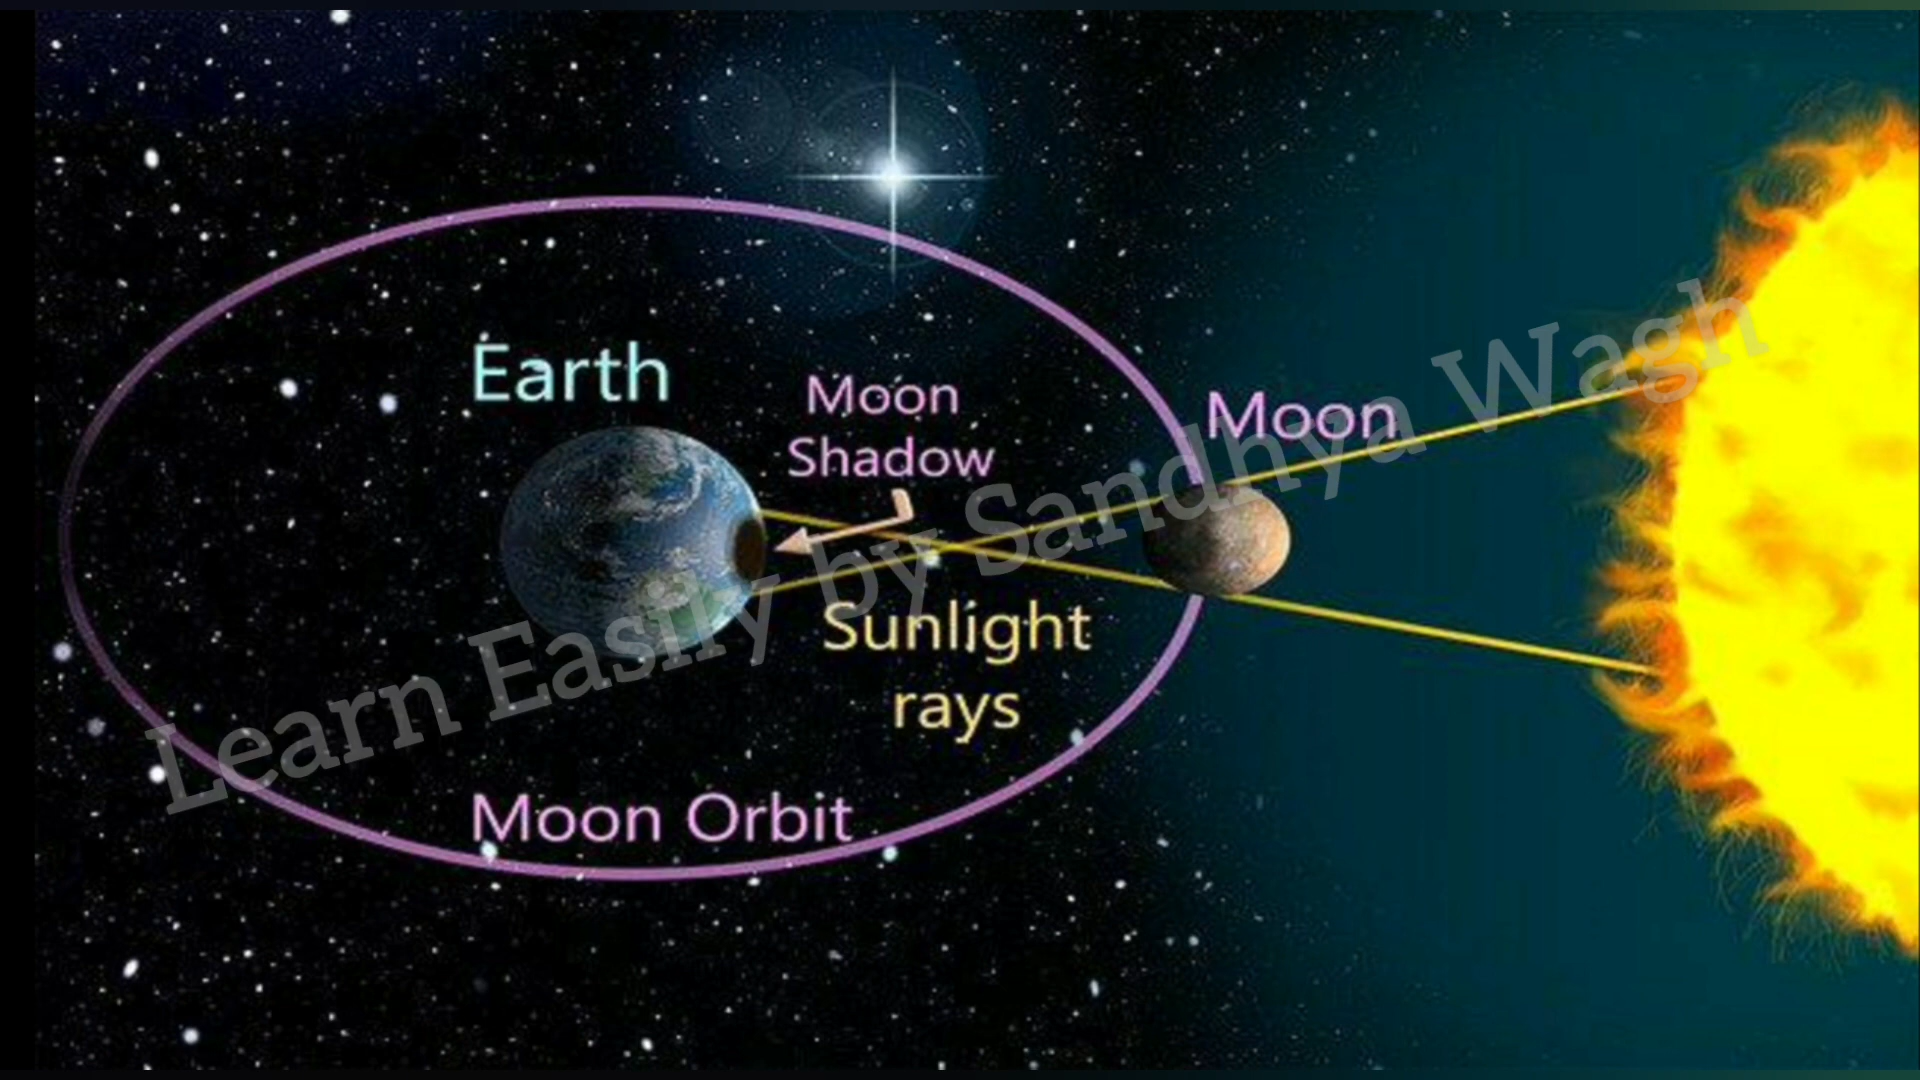 Earth
Moon
Shadow
Moon
Sunlight
rays
Moon Orbit
Learn Easily by Sandhya Wagh